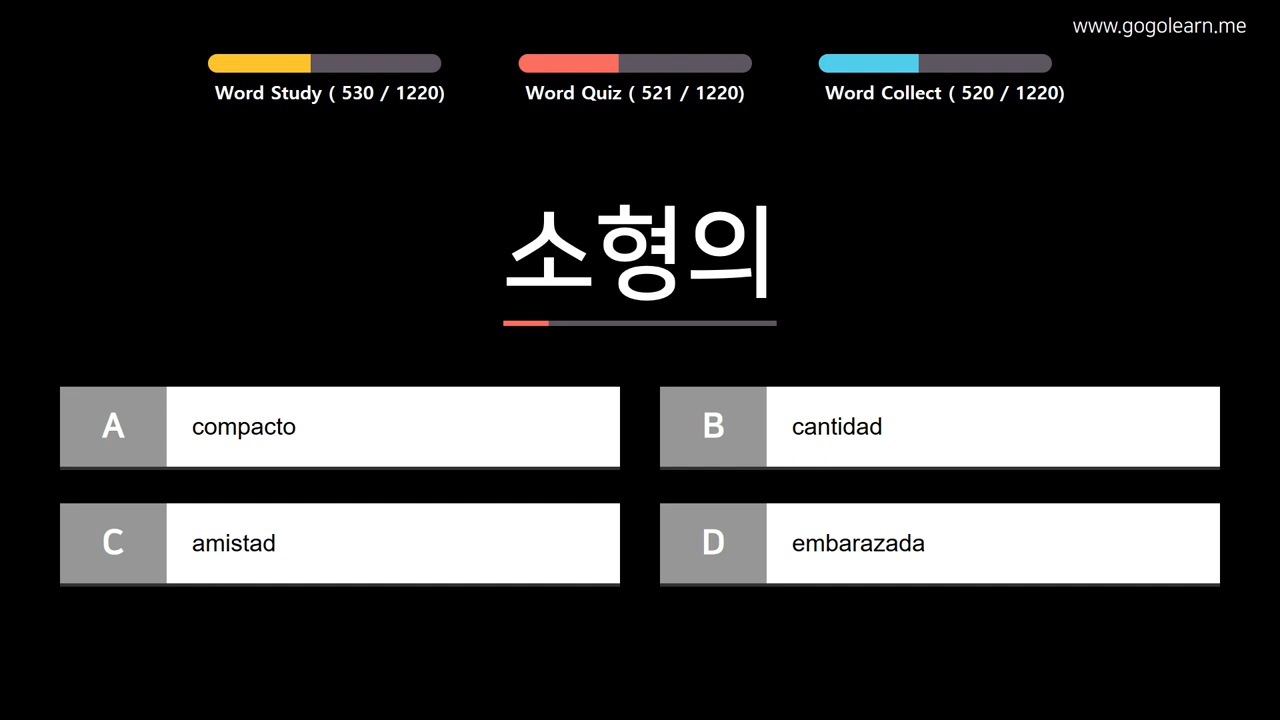 www.gogolearn.me
Word Study ( 530 / 1220)
Word Quiz ( 521 / 1220)
Word Collect ( 520 / 1220)
소형의
A compacto
B cantidad
C amistad
D embarazada